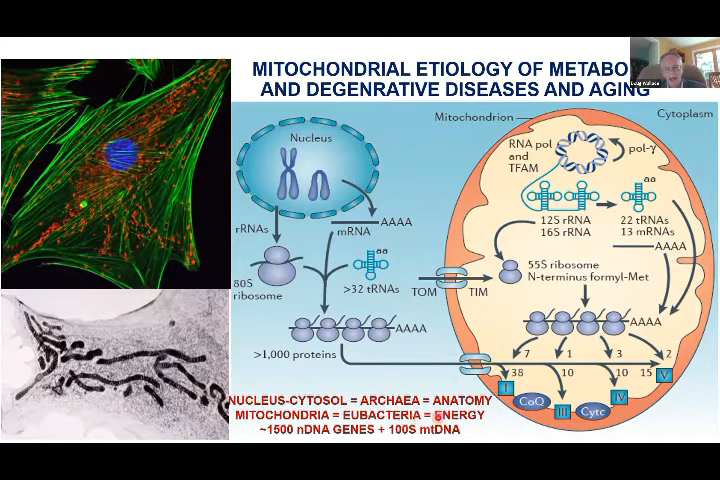 MITOCHONDRIAL ETIOLOGY OF METABO
AND DEGENRATIVE DISEASES AND AGING
Doug Wallace
Mitochondrion
Cytoplasm
Nucleus
RNA pol
and
TFAM
pol-γ
aa
12S rRNA
16S rRNA
22 tRNAs
13 mRNAs
AAAA
rRNAs
mRNA
AAAA
aa
80S
ribosome
>32 tRNAs
TOM
TIM
55S ribosome
N-terminus formyl-Met
AAAA
AAAA
>1,000 proteins
7
1
3
2
38
10
10
15
I
CoQ
III
Cytc
IV
V
NUCLEUS-CYTOSOL = ARCHAEA = ANATOMY
MITOCHONDRIA = EUBACTERIA = ENERGY
~1500 nDNA GENES + 100S mtDNA